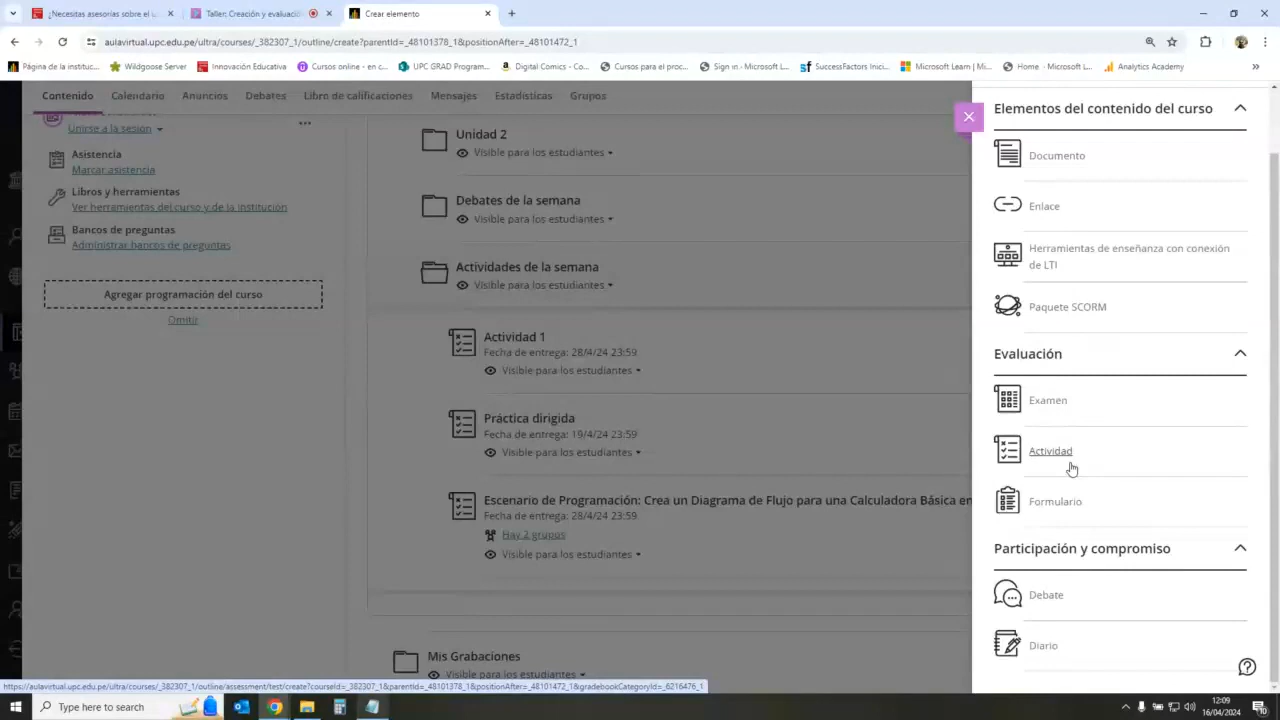 ¿Necesitas asesorías sobre el u
Taller: Creación y evaluació
Crear elemento
aulavirtual.upc.edu.pe/ultra/courses/_382307_1/outline/create?parentId=_48101378_1&positionAfter=_48101472_1
Página de la instituc...
Wildgoose Server
Innovación Educativa
Cursos online - en c...
UPC GRAD Program...
Digital Comics - Co...
Cursos para el proc...
Sign in - Microsoft L...
SuccessFactors Inici...
Microsoft Learn | Mi...
Home - Microsoft L...
Analytics Academy
Contenido
Calendario
Anuncios
Debates
Libro de calificaciones
Mensajes
Estadísticas
Grupos
Unirse a la sesión
Asistencia
Marcar asistencia
Libros y herramientas
Ver herramientas del curso y de la institución
Bancos de preguntas
Administrar bancos de preguntas
Agregar programación del curso
Omitir
Unidad 2
Visible para los estudiantes
Debates de la semana
Visible para los estudiantes
Actividades de la semana
Visible para los estudiantes
Actividad 1
Fecha de entrega: 28/4/24 23:59
Visible para los estudiantes
Práctica dirigida
Fecha de entrega: 19/4/24 23:59
Visible para los estudiantes
Escenario de Programación: Crea un Diagrama de Flujo para una Calculadora Básica en
Fecha de entrega: 28/4/24 23:59
Hay 2 grupos
Visible para los estudiantes
Mis Grabaciones
Visible para los estudiantes
Elementos del contenido del curso
Documento
Enlace
Herramientas de enseñanza con conexión
de LTI
Paquete SCORM
Evaluación
Examen
Actividad
Formulario
Participación y compromiso
Debate
Diario
https://aulavirtual.upc.edu.pe/ultra/courses/_382307_1/outline/assessment/test/create?courseId=_382307_1&parentId=_48101378_1&positionAfter=_48101472_1&gradebookCategoryId=_6216476_1
Type here to search
12:09
16/04/2024
10